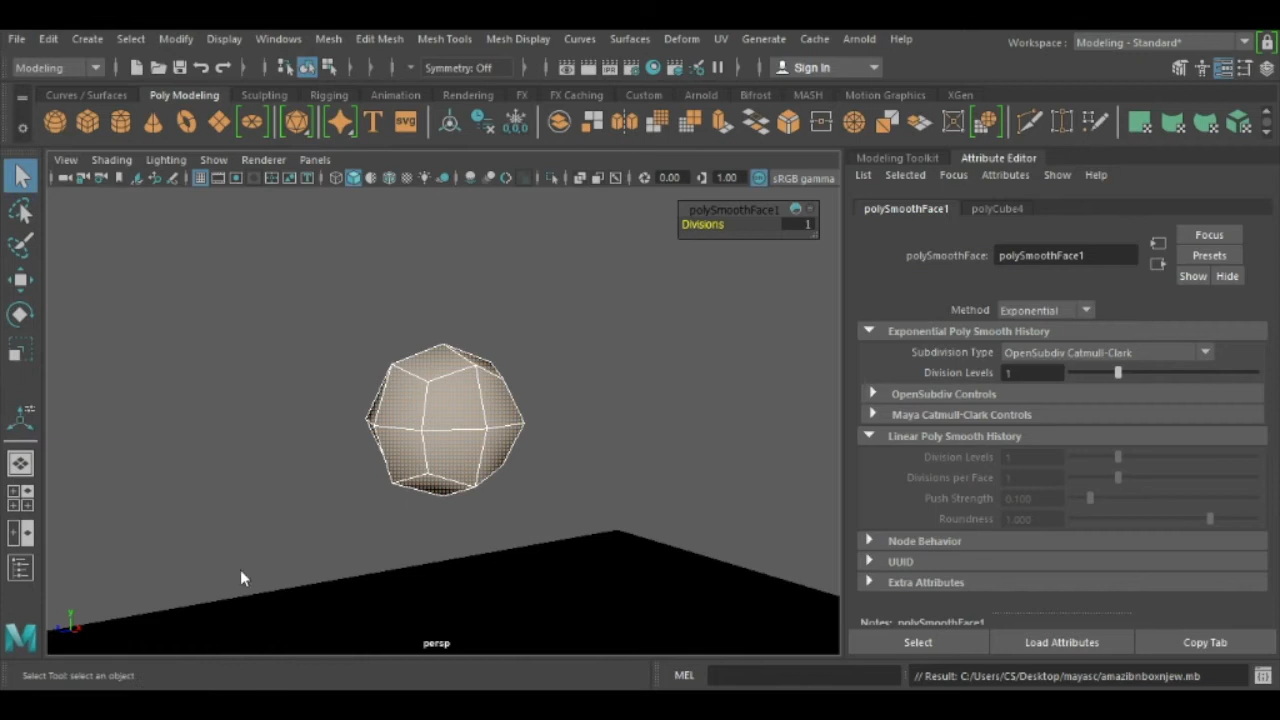 File Edit Create Select Modify Display Windows Mesh Edit Mesh Mesh Tools Mesh Display Curves Surfaces Deform UV Generate Cache Arnold Help Workspace : Modeling - Standard*
Modeling Symmetry: Off Sign In
Curves / Surfaces Poly Modeling Sculpting Rigging Animation Rendering FX FX Caching Custom Arnold Bifrost MASH Motion Graphics XGen
T svg 0,0,0
View Shading Lighting Show Renderer Panels
0.00 1.00 sRGB gamma
polySmoothFace1
Divisions 1
persp
Modeling Toolkit Attribute Editor
List Selected Focus Attributes Show Help
polySmoothFace1 polyCube4
polySmoothFace: polySmoothFace1
Focus
Presets
Show Hide
Method Exponential
Exponential Poly Smooth History
Subdivision Type OpenSubdiv Catmull-Clark
Division Levels 1
OpenSubdiv Controls
Maya Catmull-Clark Controls
Linear Poly Smooth History
Division Levels 1
Divisions per Face 1
Push Strength 0.100
Roundness 1.000
Node Behavior
UUID
Extra Attributes
Notes: polySmoothFace1
Select Load Attributes Copy Tab
Select Tool: select an object
MEL
// Result: C:/Users/CS/Desktop/mayasc/amazibnboxnjew.mb